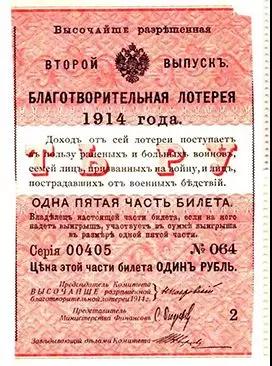 Высочайше разрѣшенная
ВТОРОЙ ВЫПУСКЪ.
БЛАГОТВОРИТЕЛЬНАЯ ЛОТЕРЕЯ
1914 года.
Доходъ отъ сей лотереи поступаетъ
въ пользу раненыхъ и больныхъ воиновъ,
семей лицъ, призванныхъ на войну, и лицъ,
пострадавшихъ отъ военныхъ бѣдствій.
ОДНА ПЯТАЯ ЧАСТЬ БИЛЕТА.
Владѣлецъ настоящей части билета, если на него
падетъ выигрышъ, участвуетъ въ суммѣ выигрыша
въ размѣрѣ одной пятой части.
Серія 00405 № 064
Цѣна этой части билета ОДИНЪ РУБЛЬ.
Предсѣдатель Комитета
ВЫСОЧАЙШЕ разрѣшенной
благотворительной лотереи 1914 г.
Представитель
Министерства Финансовъ
2
Завѣдывающій дѣлами Комитета